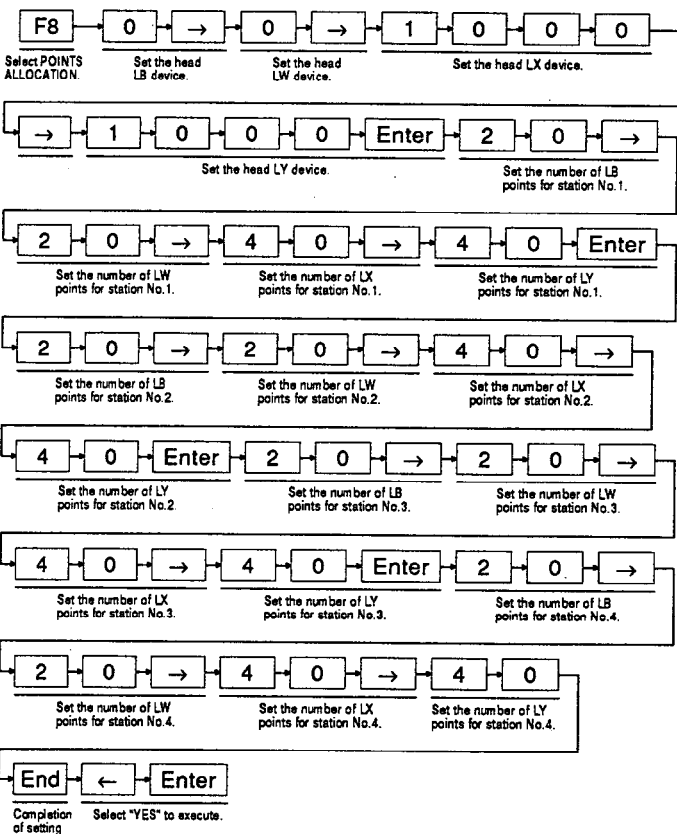 F8 0 → 0 → 1 0 0 0
Select POINTS ALLOCATION.
Set the head LB device.
Set the head LW device.
Set the head LX device.
→ 1 0 0 0 Enter 2 0 →
Set the head LY device.
Set the number of LB points for station No.1.
2 0 → 4 0 → 4 0 Enter
Set the number of LW points for station No.1.
Set the number of LX points for station No.1.
Set the number of LY points for station No.1.
2 0 → 2 0 → 4 0 →
Set the number of LB points for station No.2.
Set the number of LW points for station No.2.
Set the number of LX points for station No.2.
4 0 Enter 2 0 → 2 0 →
Set the number of LY points for station No.2.
Set the number of LB points for station No.3.
Set the number of LW points for station No.3.
4 0 → 4 0 Enter 2 0 →
Set the number of LX points for station No.3.
Set the number of LY points for station No.3.
Set the number of LB points for station No.4.
2 0 → 4 0 → 4 0
Set the number of LW points for station No.4.
Set the number of LX points for station No.4.
Set the number of LY points for station No.4.
End ← Enter
Completion of setting
Select "YES" to execute.